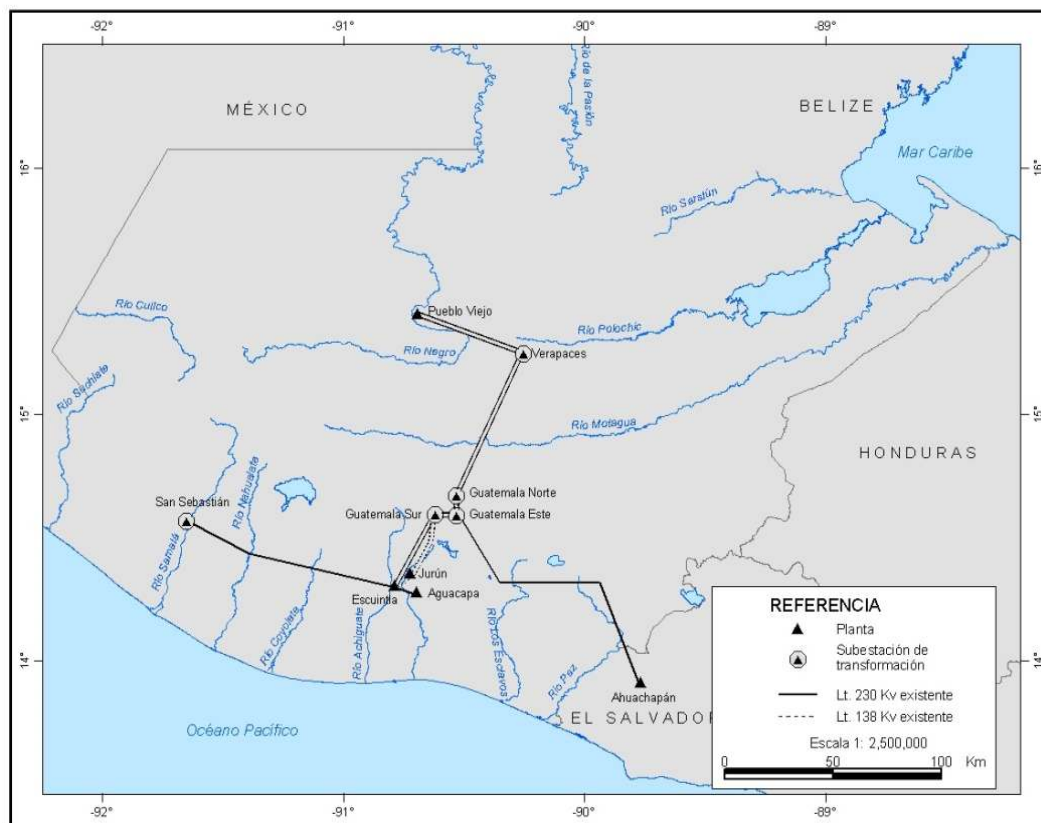 -92°
-91°
-90°
-89°
MÉXICO
BELIZE
Río de la Pasión
Mar Caribe
16°
16°
Río Saratún
Río Cuilco
Pueblo Viejo
Río Polochic
Río Negro
Verapaces
Río Suchiate
15°
15°
Río Motagua
HONDURAS
San Sebastián
Río Nahualate
Guatemala Norte
Guatemala Sur
Guatemala Este
Río Samalá
Jurún
Escuintla
Aguacapa
Río Coyolate
Río Achiguate
Río Los Esclavos
Río Paz
14°
14°
Ahuachapán
EL SALVADOR
Océano Pacífico
REFERENCIA
Planta
Subestación de
transformación
Lt. 230 Kv existente
Lt. 138 Kv existente
Escala 1: 2,500,000
0 50 100 Km
-92°
-91°
-90°
-89°